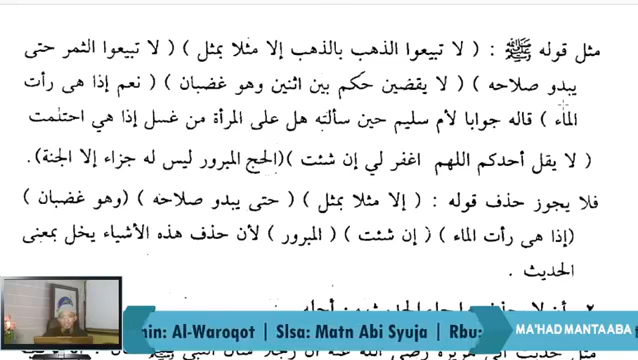 مثل قوله ﷺ : ( لا تبيعوا الذهب بالذهب إلا مثلا بمثل ) ( لا تبيعوا الثمر حتى
يبدو صلاحه ) ( لا يقضين حكم بين اثنين وهو غضبان ) ( نعم إذا هى رأت
الماء ) قاله جوابا لأم سليم حين سألته هل على المرأة من غسل إذا هي احتلمت
( لا يقل أحدكم اللهم اغفر لي إن شئت )(الحج المبرور ليس له جزاء إلا الجنة).
فلا يجوز حذف قوله : ( إلا مثلا بمثل ) ( حتى يبدو صلاحه ) (وهو غضبان )
(إذا هى رأت الماء ) ( إن شئت ) ( المبرور ) لأن حذف هذه الأشياء يخل بمعنى
الحديث .
min: Al-Waroqot | Slsa: Matn Abi Syuja | Rbu:
MA'HAD MANTAABA